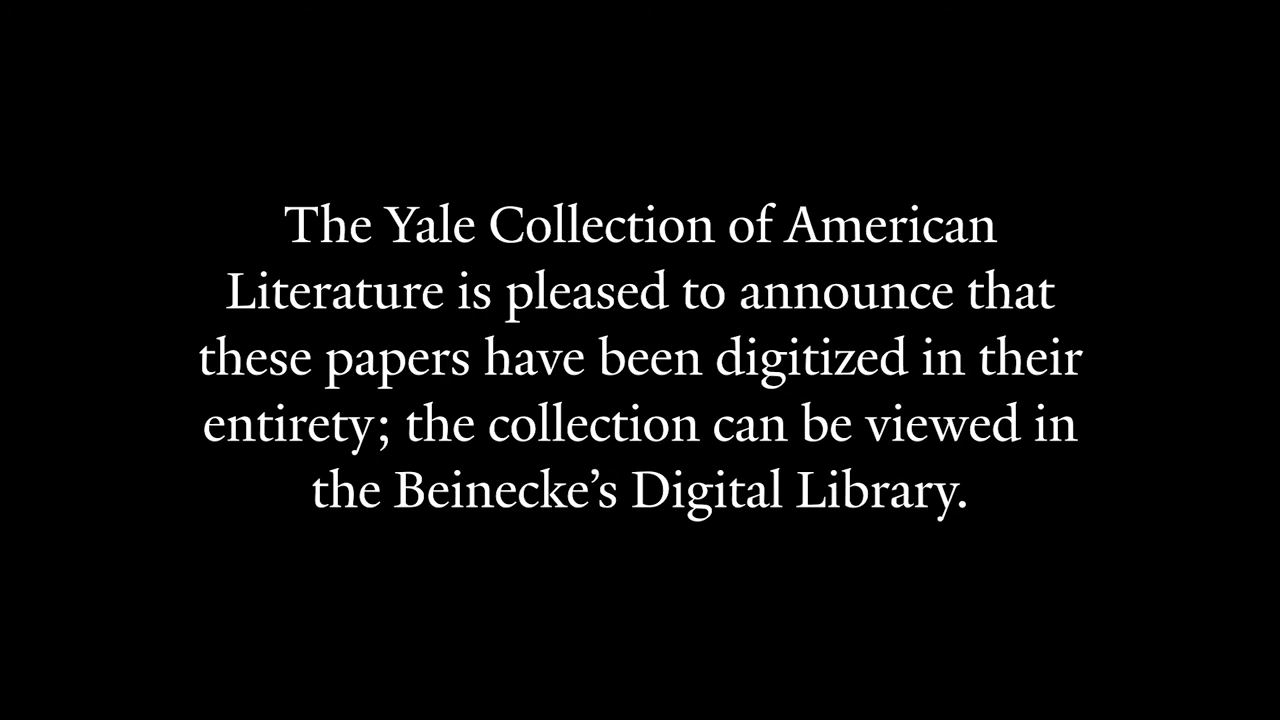 The Yale Collection of American
Literature is pleased to announce that
these papers have been digitized in their
entirety; the collection can be viewed in
the Beinecke’s Digital Library.